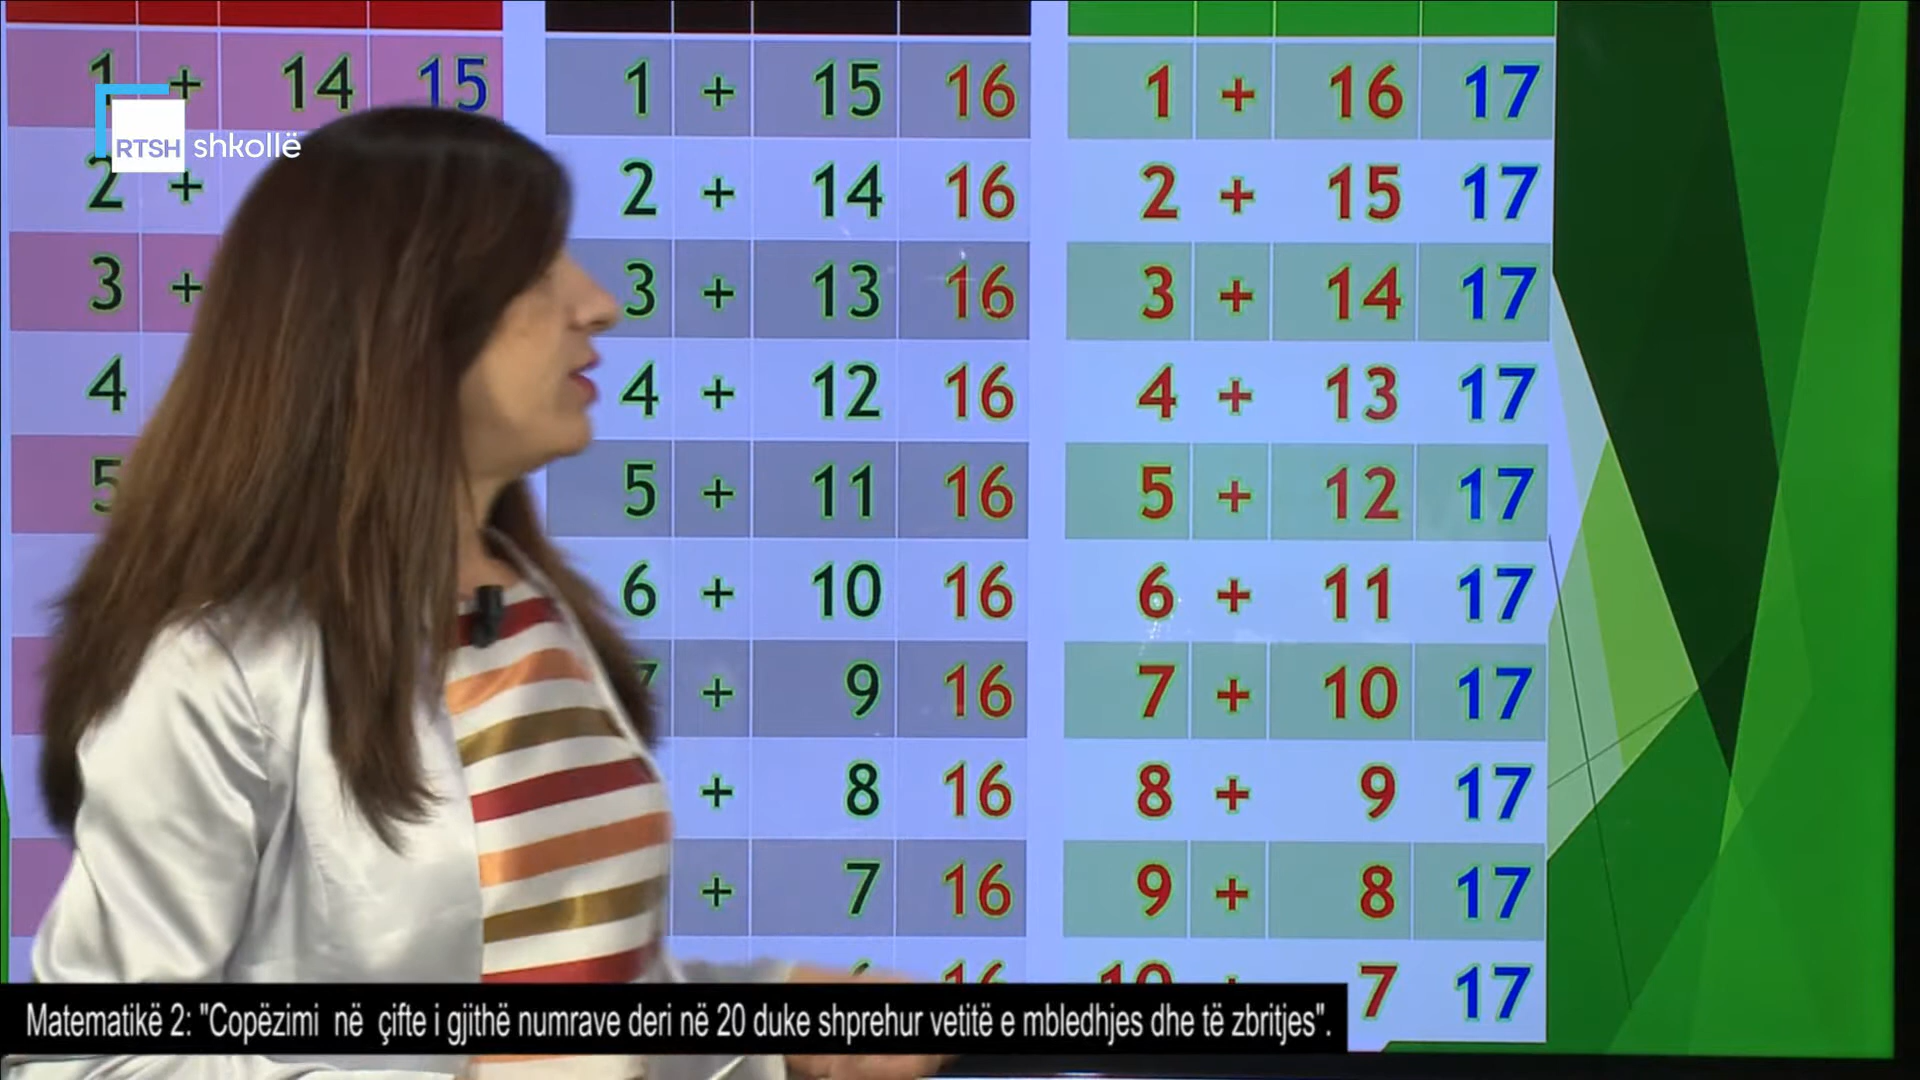 1 + 14 15
2 +
3 +
4
5
1 + 15 16
2 + 14 16
3 + 13 16
4 + 12 16
5 + 11 16
6 + 10 16
7 + 9 16
+ 8 16
+ 7 16
16
1 + 16 17
2 + 15 17
3 + 14 17
4 + 13 17
5 + 12 17
6 + 11 17
7 + 10 17
8 + 9 17
9 + 8 17
10 + 7 17
RTSH shkollë
Matematikë 2: "Copëzimi në çifte i gjithë numrave deri në 20 duke shprehur vetitë e mbledhjes dhe të zbritjes".